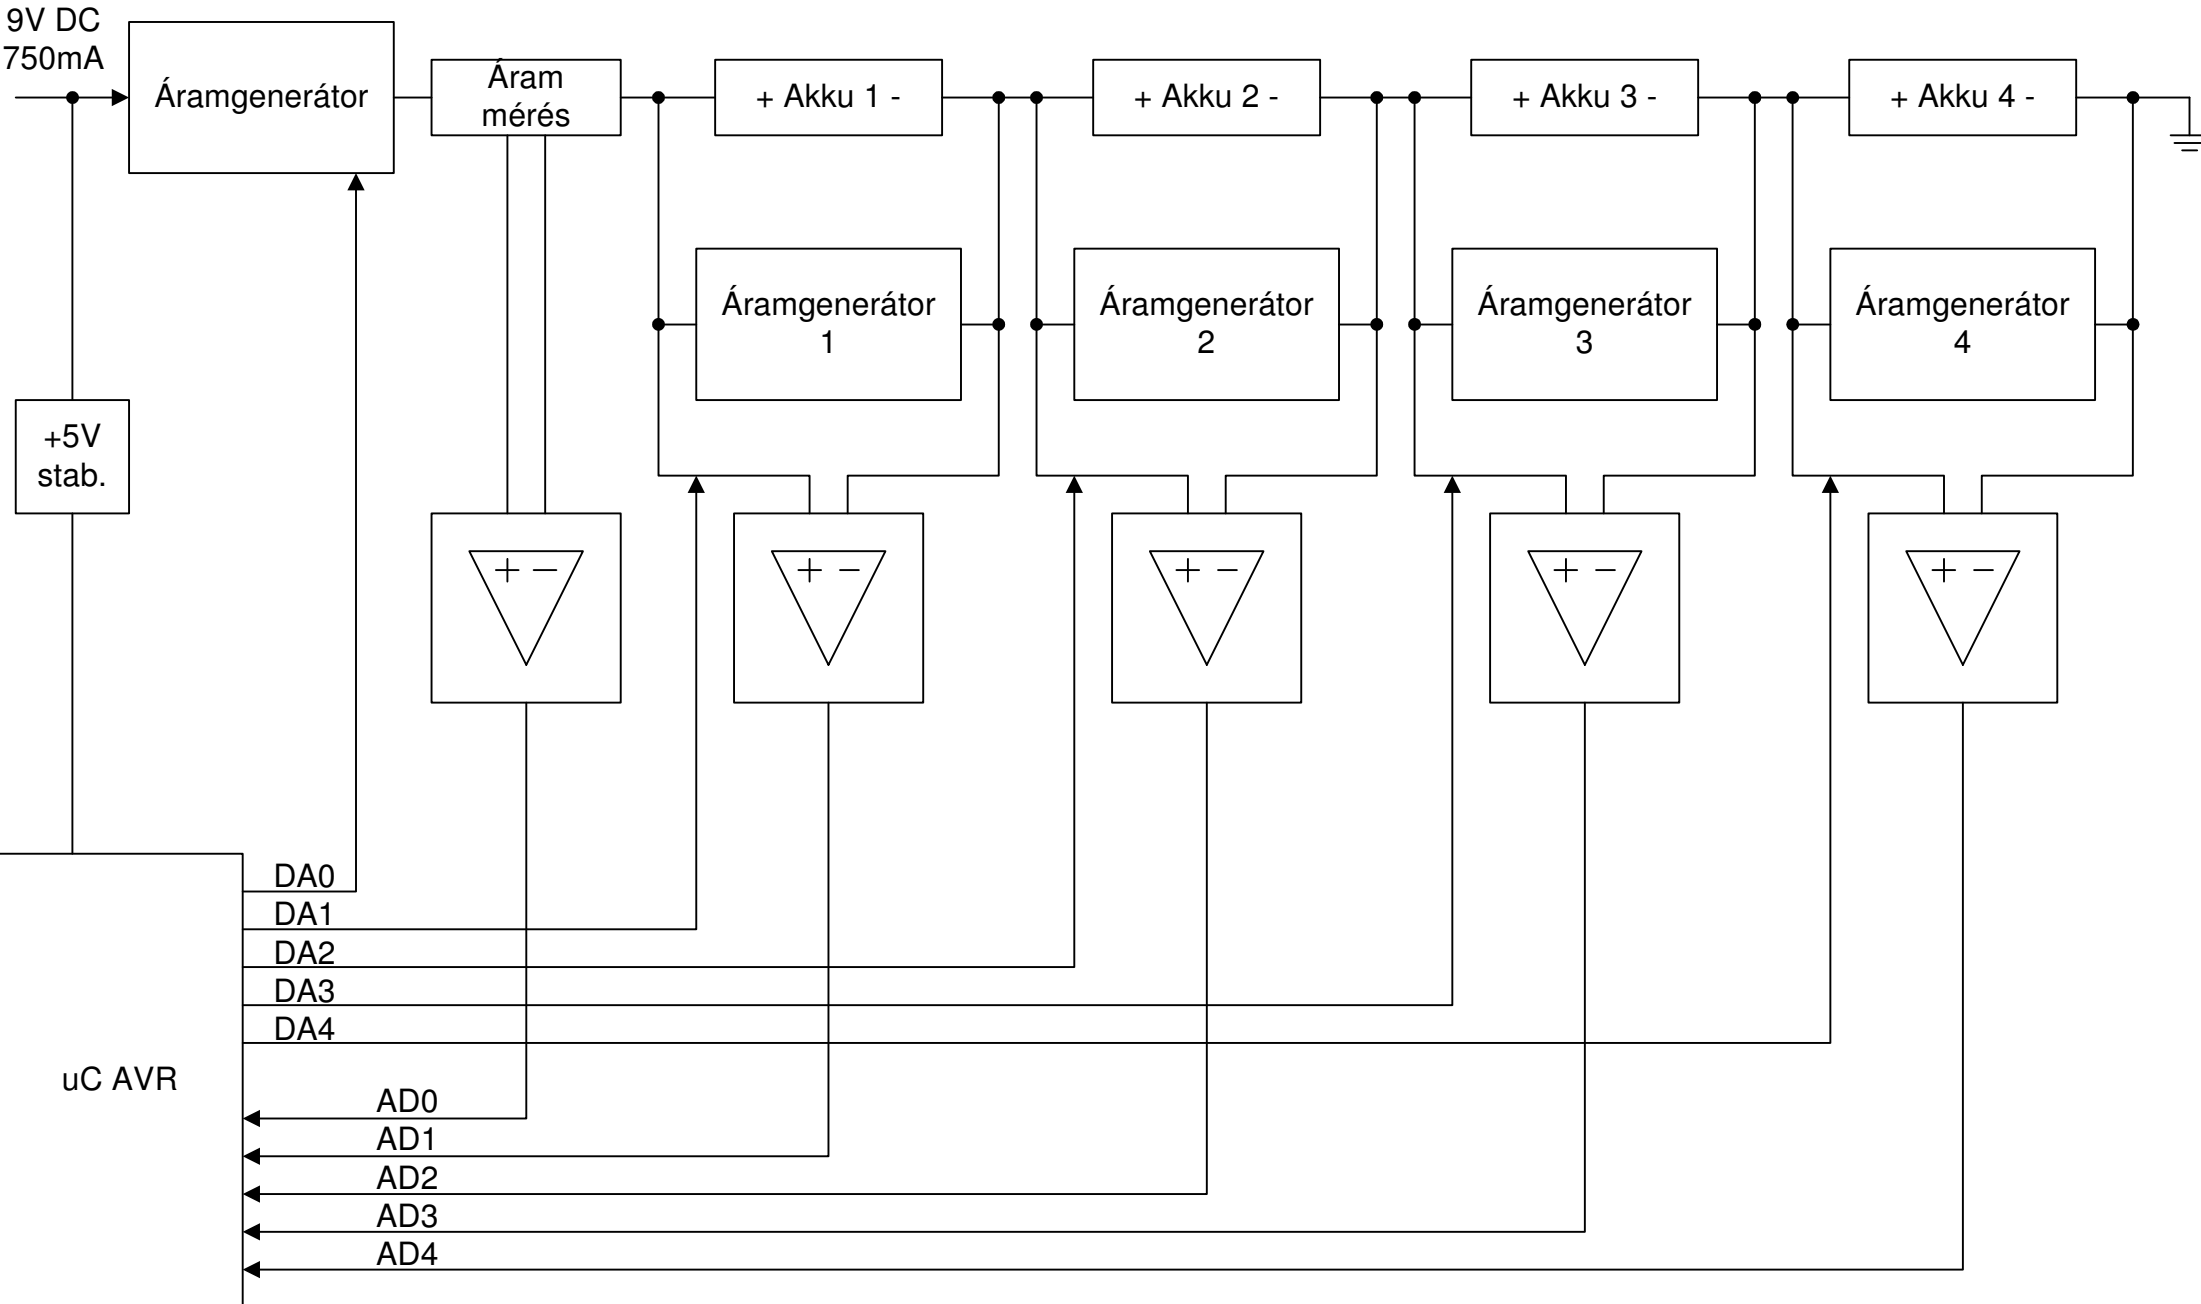 9V DC
750mA
Áramgenerátor
Áram
mérés
+ Akku 1 -
+ Akku 2 -
+ Akku 3 -
+ Akku 4 -
Áramgenerátor
1
Áramgenerátor
2
Áramgenerátor
3
Áramgenerátor
4
+5V
stab.
+ −
+ −
+ −
+ −
+ −
DA0
DA1
DA2
DA3
DA4
uC AVR
AD0
AD1
AD2
AD3
AD4